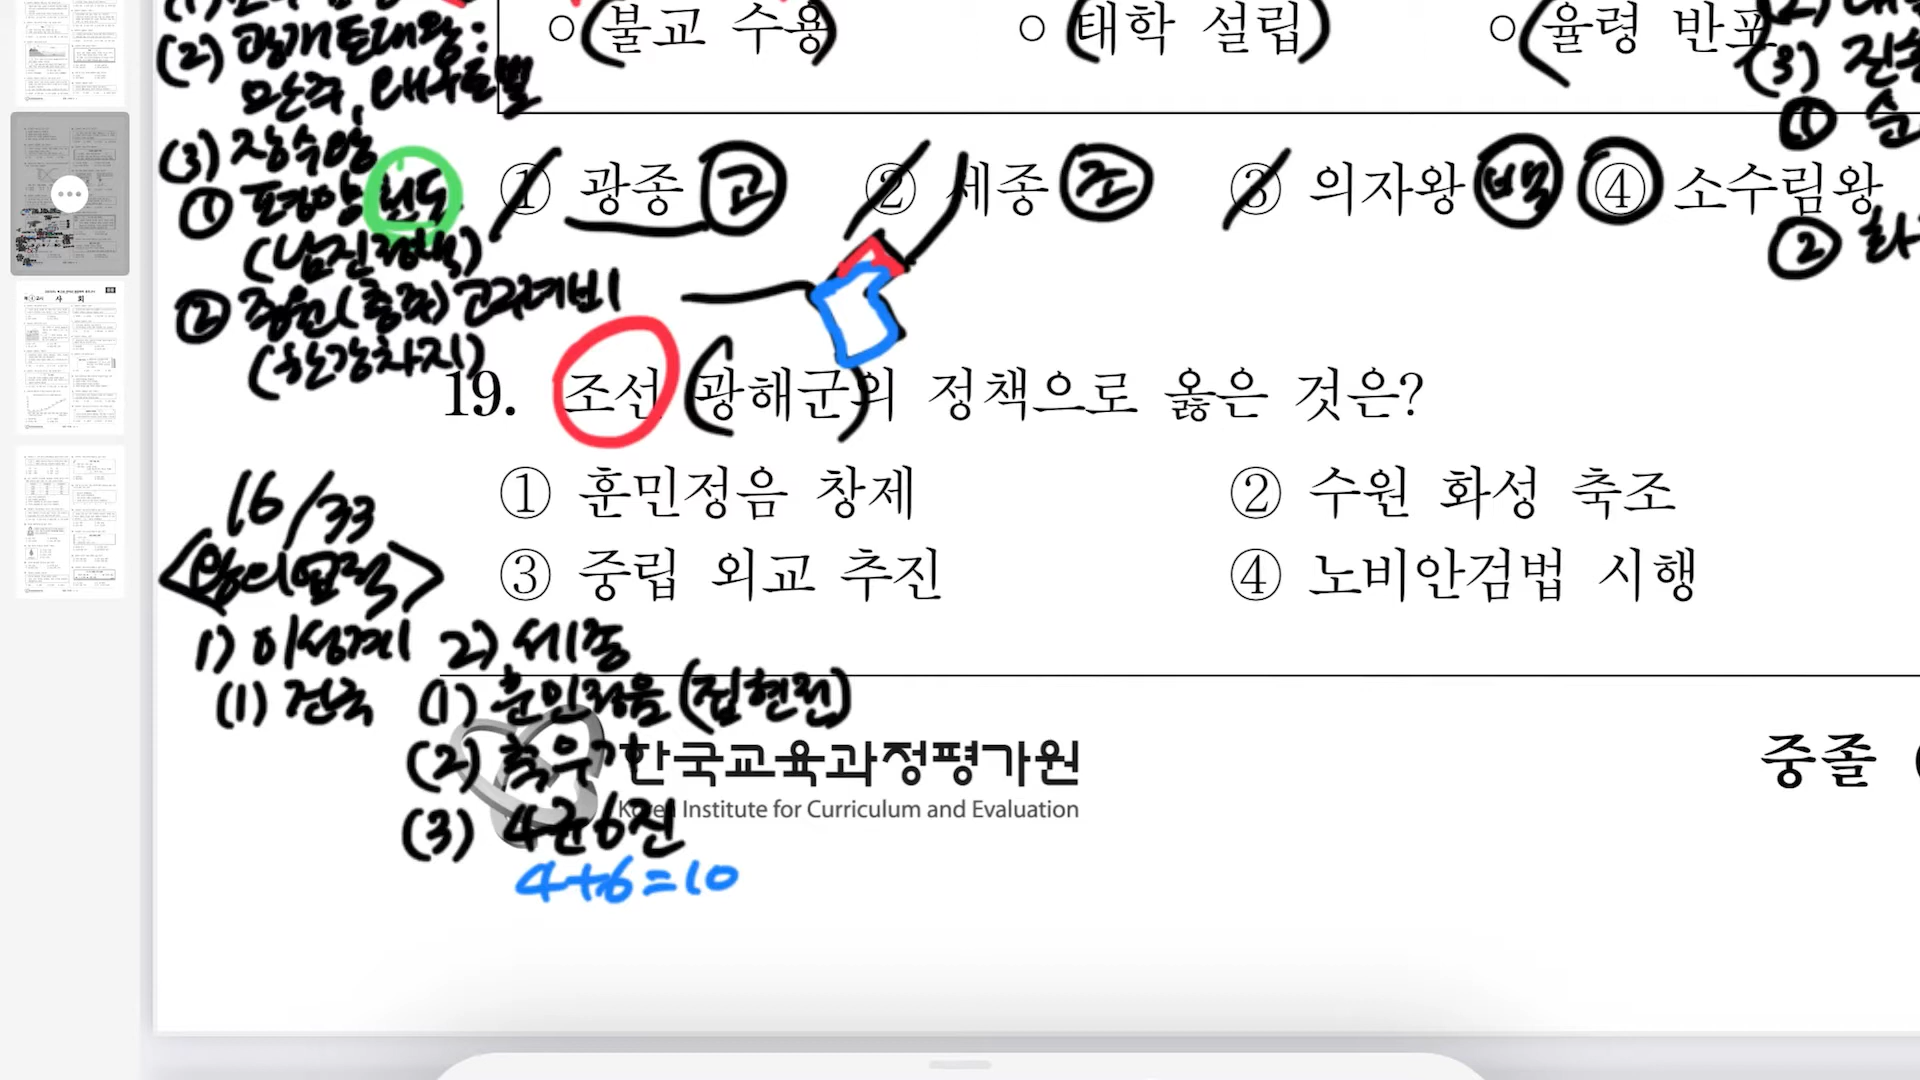 (2) 광개토대왕:
만주,
(3) 장수왕
① 평양천도
(남진정책)
② 중원(충주)고구려비
(한강차지)
○ 불교 수용 ○ 태학 설립 ○ 율령 반포
(3)
① 광종 고 ② 세종 조 ③ 의자왕 백 ④ 소수림왕
②
19. 조선 광해군의 정책으로 옳은 것은?
① 훈민정음 창제 ② 수원 화성 축조
③ 중립 외교 추진 ④ 노비안검법 시행
16/33
1) 이성계 2) 세종
(1) 건국 (1) 훈민정음 (집현전)
(2) 측우기
(3) 4군6진
4+6=10
한국교육과정평가원
Korea Institute for Curriculum and Evaluation
중졸